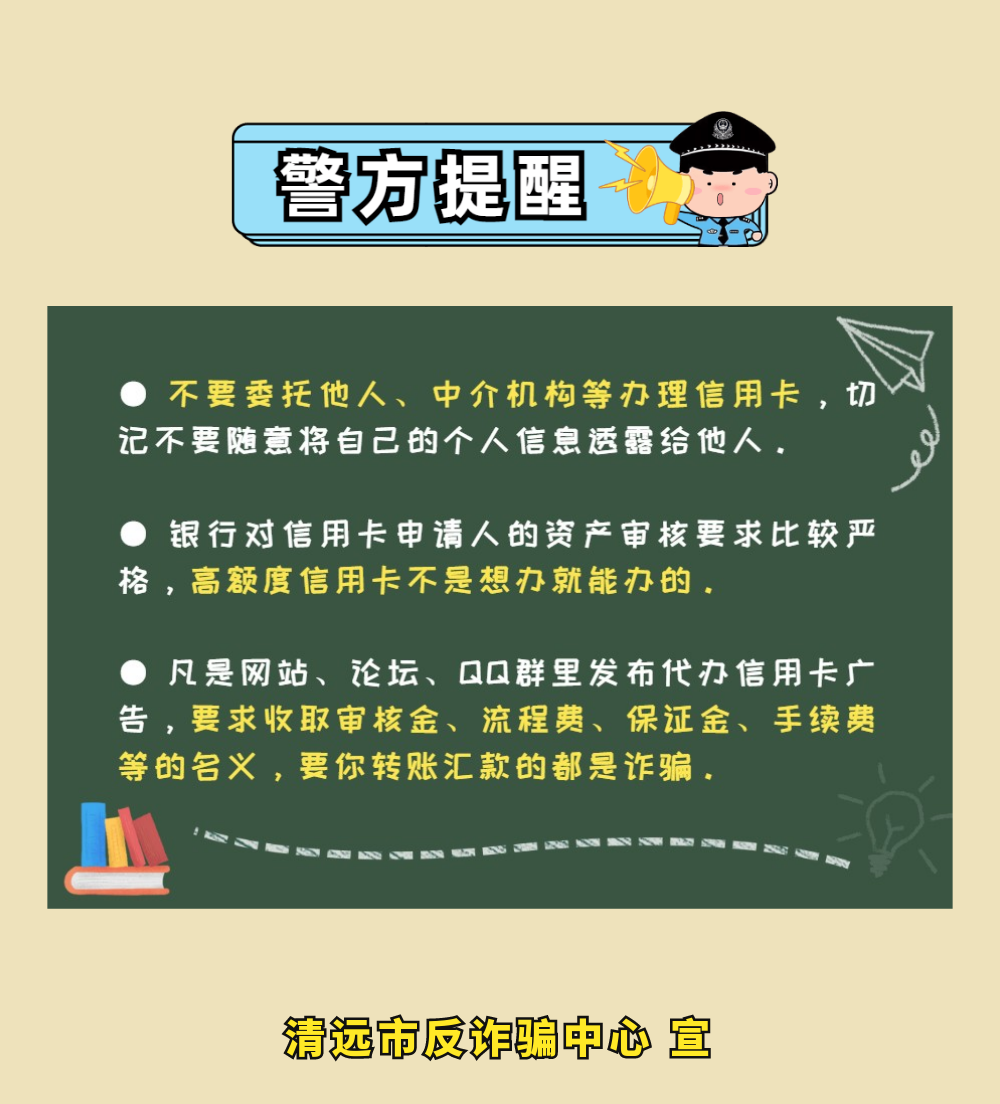 警方提醒
● 不要委托他人、中介机构等办理信用卡，切
记不要随意将自己的个人信息透露给他人．
● 银行对信用卡申请人的资产审核要求比较严
格，高额度信用卡不是想办就能办的．
● 凡是网站、论坛、QQ群里发布代办信用卡广
告，要求收取审核金、流程费、保证金、手续费
等的名义，要你转账汇款的都是诈骗．
清远市反诈骗中心 宣